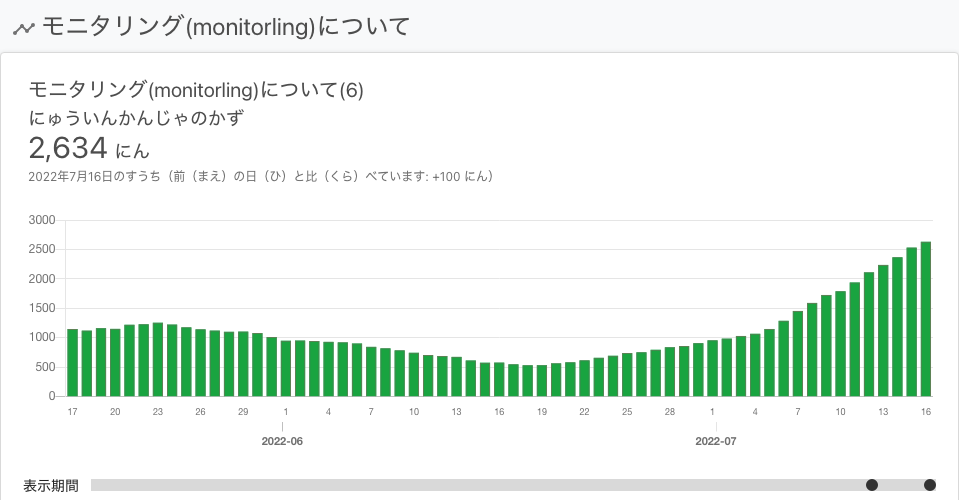 モニタリング(monitorling)について
モニタリング(monitorling)について(6)
にゅういんかんじゃのかず
2,634 にん
2022年7月16日のすうち（前（まえ）の日（ひ）と比（くら）べています: +100 にん）
3000
2500
2000
1500
1000
500
0
17 20 23 26 29 1 4 7 10 13 16 19 22 25 28 1 4 7 10 13 16
2022-06 2022-07
表示期間